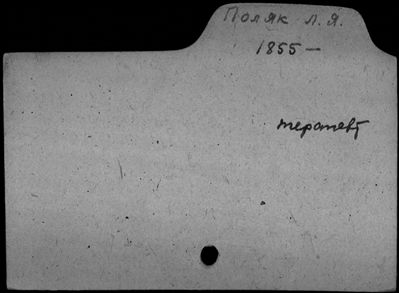 Поляк Л.Я.
1855 —
терапевт